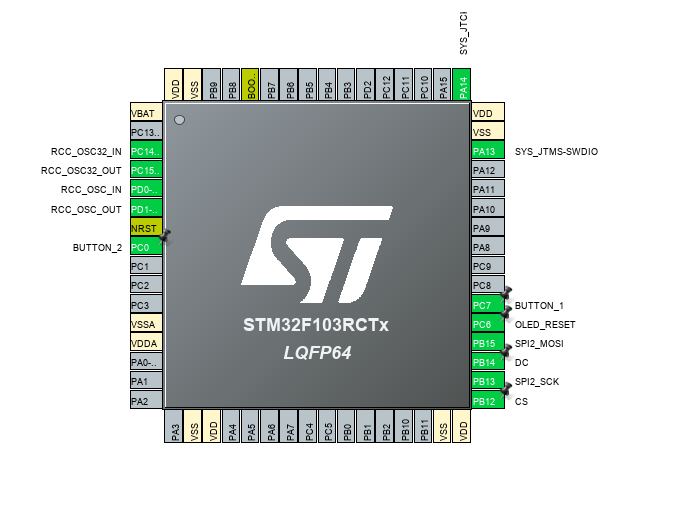 SYS_JTCI
VDD
VSS
PB9
PB8
BOO..
PB7
PB6
PB5
PB4
PB3
PD2
PC12
PC11
PC10
PA15
PA14
VBAT
PC13..
RCC_OSC32_IN PC14..
RCC_OSC32_OUT PC15..
RCC_OSC_IN PD0-..
RCC_OSC_OUT PD1-..
NRST
BUTTON_2 PC0
PC1
PC2
PC3
VSSA
VDDA
PA0-..
PA1
PA2
ST
STM32F103RCTx
LQFP64
VDD
VSS
PA13 SYS_JTMS-SWDIO
PA12
PA11
PA10
PA9
PA8
PC9
PC8
PC7 BUTTON_1
PC6 OLED_RESET
PB15 SPI2_MOSI
PB14 DC
PB13 SPI2_SCK
PB12 CS
PA3
VSS
VDD
PA4
PA5
PA6
PA7
PC4
PC5
PB0
PB1
PB2
PB10
PB11
VSS
VDD